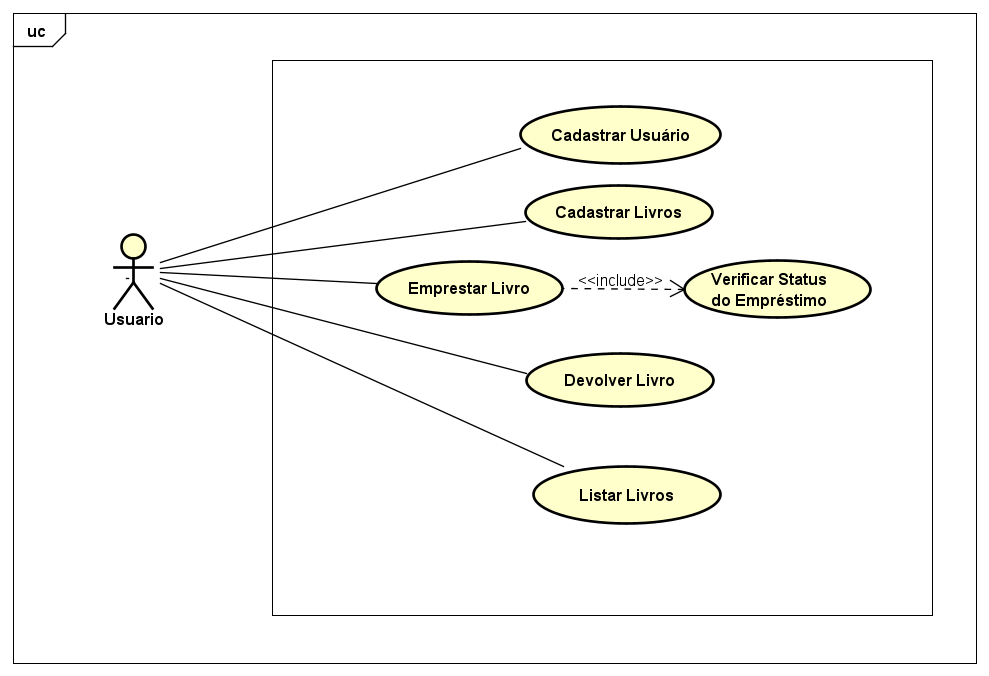 uc
Cadastrar Usuário
Cadastrar Livros
Emprestar Livro
<<include>>
Verificar Status
do Empréstimo
Usuario
Devolver Livro
Listar Livros